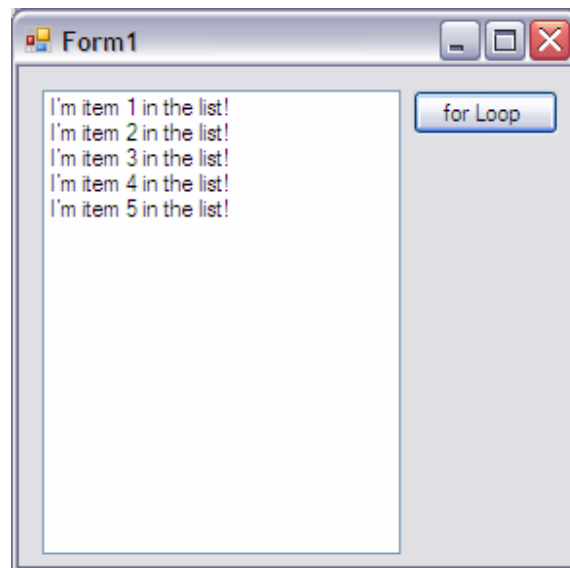 Form1
I'm item 1 in the list!
for Loop
I'm item 2 in the list!
I'm item 3 in the list!
I'm item 4 in the list!
I'm item 5 in the list!